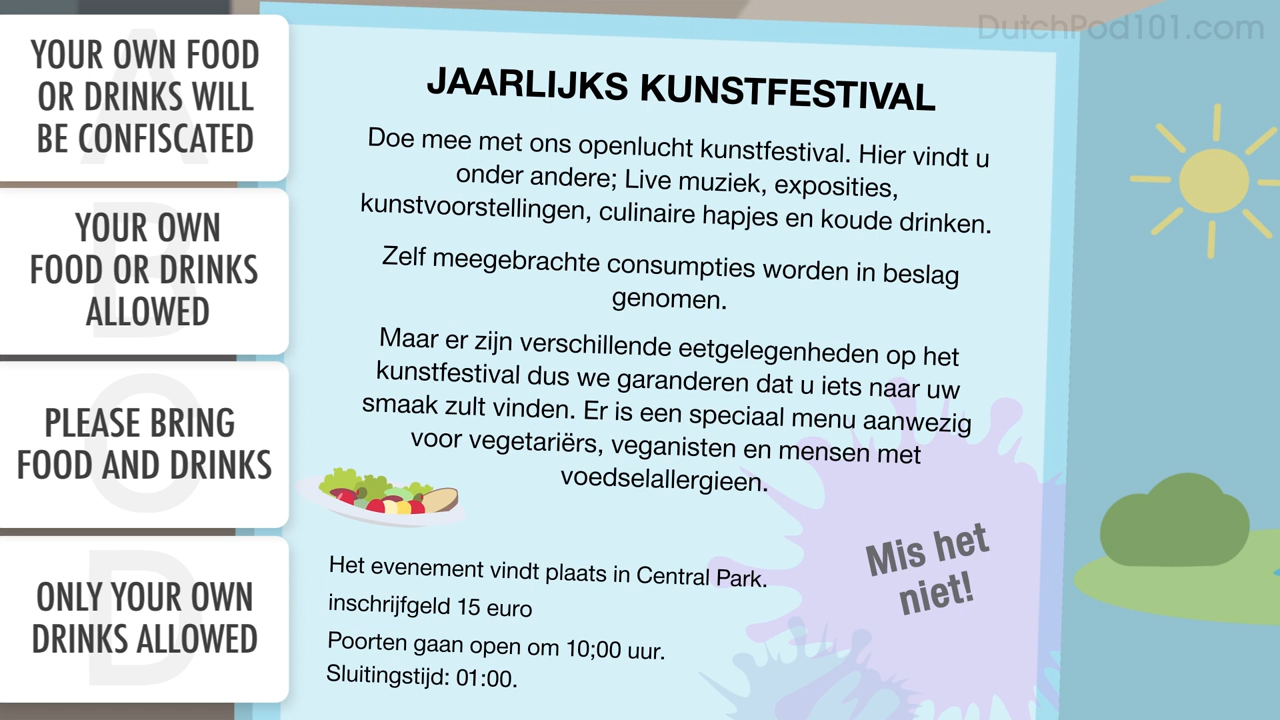 DutchPod101.com
A
YOUR OWN FOOD
OR DRINKS WILL
BE CONFISCATED
B
YOUR OWN
FOOD OR DRINKS
ALLOWED
C
PLEASE BRING
FOOD AND DRINKS
D
ONLY YOUR OWN
DRINKS ALLOWED
JAARLIJKS KUNSTFESTIVAL
Doe mee met ons openlucht kunstfestival. Hier vindt u
onder andere; Live muziek, exposities,
kunstvoorstellingen, culinaire hapjes en koude drinken.
Zelf meegebrachte consumpties worden in beslag
genomen.
Maar er zijn verschillende eetgelegenheden op het
kunstfestival dus we garanderen dat u iets naar uw
smaak zult vinden. Er is een speciaal menu aanwezig
voor vegetariërs, veganisten en mensen met
voedselallergieen.
Het evenement vindt plaats in Central Park.
inschrijfgeld 15 euro
Poorten gaan open om 10;00 uur.
Sluitingstijd: 01:00.
Mis het
niet!